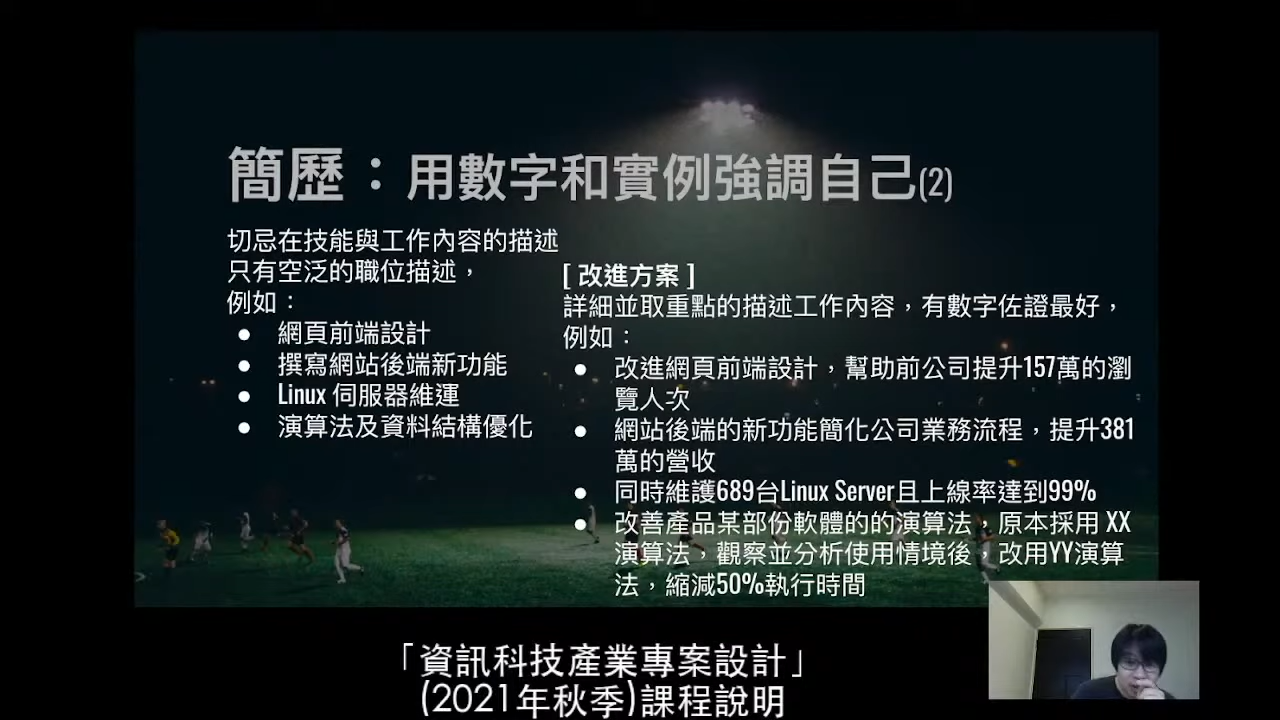 簡歷：用數字和實例強調自己(2)
切忌在技能與工作內容的描述
只有空泛的職位描述，
例如：
● 網頁前端設計
● 撰寫網站後端新功能
● Linux 伺服器維運
● 演算法及資料結構優化
[ 改進方案 ]
詳細並取重點的描述工作內容，有數字佐證最好，
例如：
● 改進網頁前端設計，幫助前公司提升157萬的瀏
覽人次
● 網站後端的新功能簡化公司業務流程，提升381
萬的營收
● 同時維護689台Linux Server且上線率達到99%
● 改善產品某部份軟體的的演算法，原本採用 XX
演算法，觀察並分析使用情境後，改用YY演算
法，縮減50%執行時間
「資訊科技產業專案設計」
(2021年秋季)課程說明